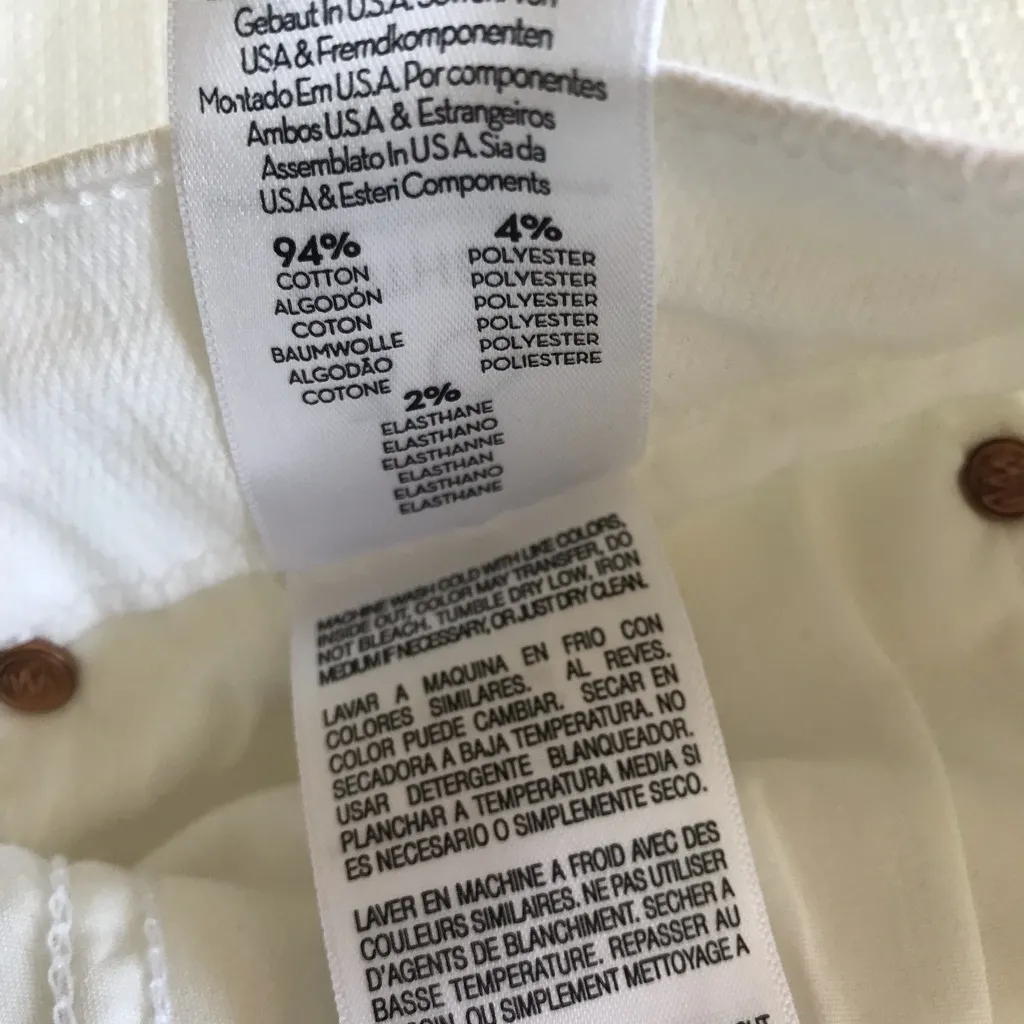 Gebaut In U.S.A.
USA & Fremdkomponenten
Montado Em U.S.A. Por componentes
Ambos U.S.A & Estrangeiros
Assemblato In U S A. Sia da
U.S.A & Esteri Components
94%
COTTON
ALGODÓN
COTON
BAUMWOLLE
ALGODÃO
COTONE
4%
POLYESTER
POLYESTER
POLYESTER
POLYESTER
POLYESTER
POLIESTERE
2%
ELASTHANE
ELASTHANO
ELASTHANNE
ELASTHAN
ELASTHANO
ELASTHANE
MACHINE WASH COLD WITH LIKE COLORS,
INSIDE OUT, COLOR MAY TRANSFER, DO
NOT BLEACH, TUMBLE DRY LOW, IRON
MEDIUM IF NECESSARY, OR JUST DRY CLEAN.
LAVAR A MAQUINA EN FRIO CON
COLORES SIMILARES. AL REVES.
COLOR PUEDE CAMBIAR. SECAR EN
SECADORA A BAJA TEMPERATURA. NO
USAR DETERGENTE BLANQUEADOR.
PLANCHAR A TEMPERATURA MEDIA SI
ES NECESARIO O SIMPLEMENTE SECO.
LAVER EN MACHINE A FROID AVEC DES
COULEURS SIMILAIRES. NE PAS UTILISER
D'AGENTS DE BLANCHIMENT. SECHER A
BASSE TEMPERATURE. REPASSER AU
OU SIMPLEMENT METTOYAGE A